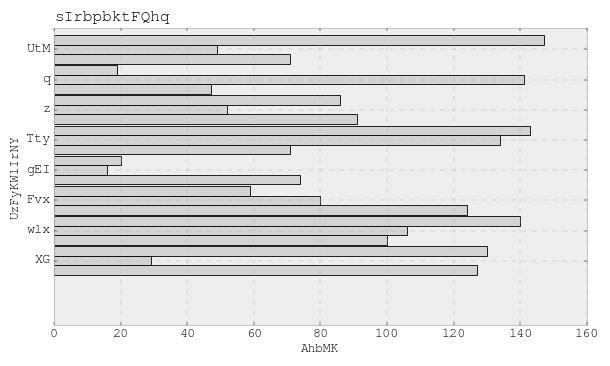 sIrbpbktFQhq
UtM
q
z
Tty
gEI
Fvx
wlx
XG
UzFyKWlIrNY
0 20 40 60 80 100 120 140 160
AhbMK